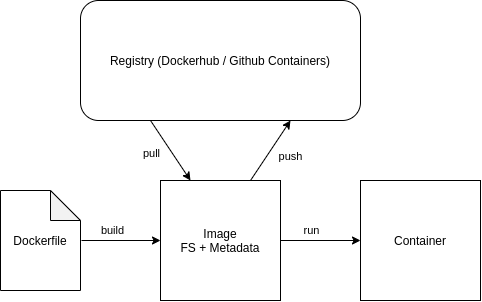 Registry (Dockerhub / Github Containers)
pull
push
Dockerfile
build
Image
FS + Metadata
run
Container